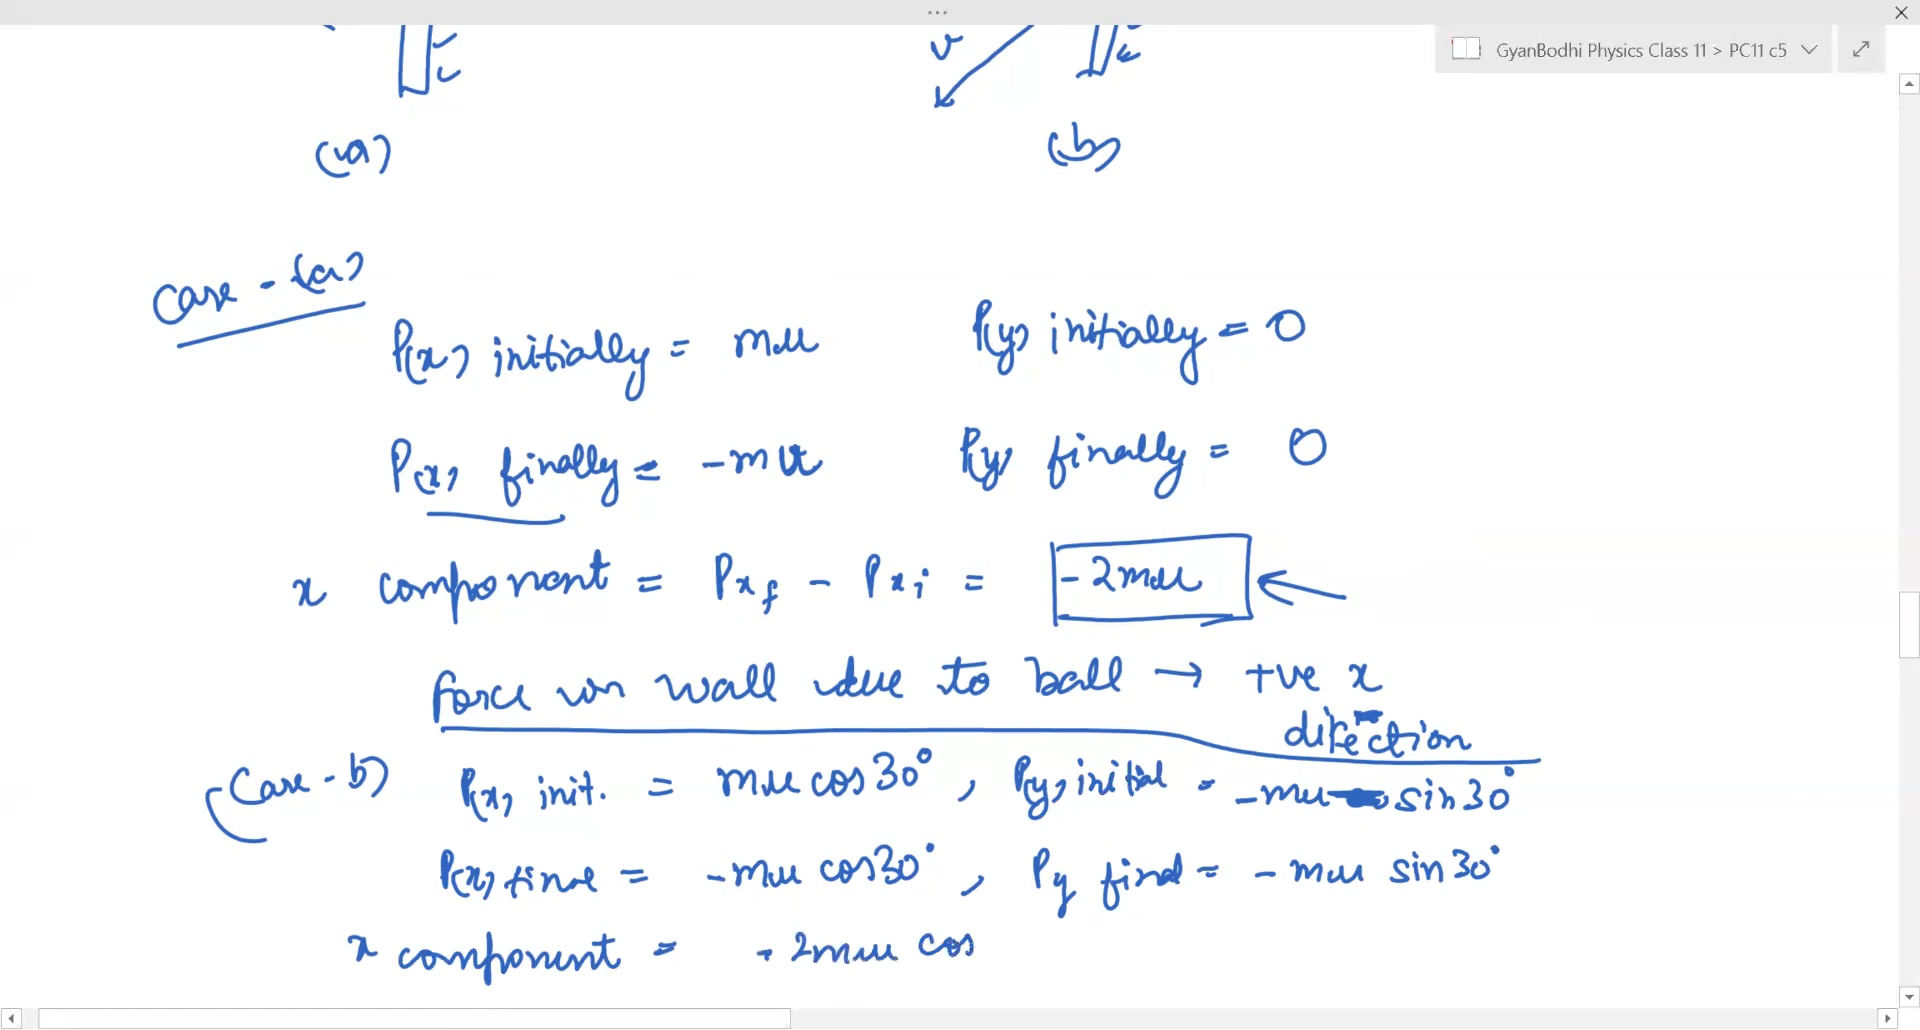 GyanBodhi Physics Class 11 > PC11 c5
v
(a) (b)
Case - (a)
P(x) initially = mu P(y) initially = 0
P(x) finally = -mu P(y) finally = 0
x component = Pxf - Pxi = -2mu
force on wall due to ball → +ve x
direction
Case - b) P(x) init. = mu cos 30°, P(y) initial = -mu sin 30°
P(x) final = -mu cos 30°, Py final = - mu sin 30°
x component = - 2mu cos